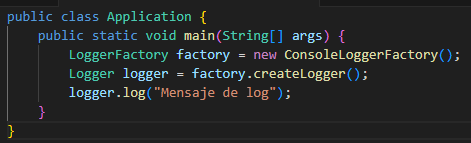 public class Application {
    public static void main(String[] args) {
        LoggerFactory factory = new ConsoleLoggerFactory();
        Logger logger = factory.createLogger();
        logger.log("Mensaje de log");
    }
}